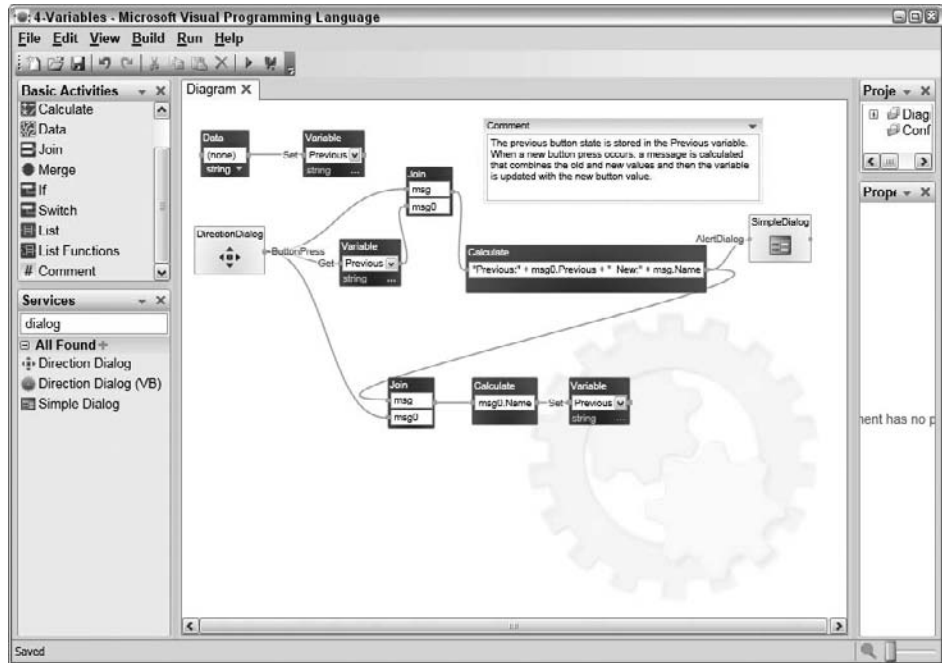 4-Variables - Microsoft Visual Programming Language
File Edit View Build Run Help
Basic Activities
Calculate
Data
Join
Merge
If
Switch
List
List Functions
# Comment
Services
dialog
All Found
Direction Dialog
Direction Dialog (VB)
Simple Dialog
Diagram
Data
(none)
string
Set
Variable
Previous
string ...
Comment
The previous button state is stored in the Previous variable.
When a new button press occurs, a message is calculated
that combines the old and new values and then the variable
is updated with the new button value.
Join
msg
msg0
DirectionDialog
ButtonPress
Get
Variable
Previous
string ...
Calculate
"Previous:" + msg0.Previous + " New:" + msg.Name
AlertDialog
SimpleDialog
Join
msg
msg0
Calculate
msg0.Name
Set
Variable
Previous
string ...
Proje
Diag
Conf
Prope
nent has no p
Saved